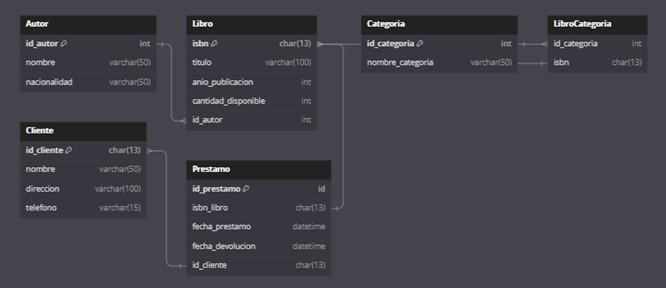 Autor
id_autor int
nombre varchar(50)
nacionalidad varchar(50)
Libro
isbn char(13)
titulo varchar(100)
anio_publicacion int
cantidad_disponible int
id_autor int
Categoria
id_categoria int
nombre_categoria varchar(50)
LibroCategoria
id_categoria int
isbn char(13)
Cliente
id_cliente char(13)
nombre varchar(50)
direccion varchar(100)
telefono varchar(15)
Prestamo
id_prestamo id
isbn_libro char(13)
fecha_prestamo datetime
fecha_devolucion datetime
id_cliente char(13)